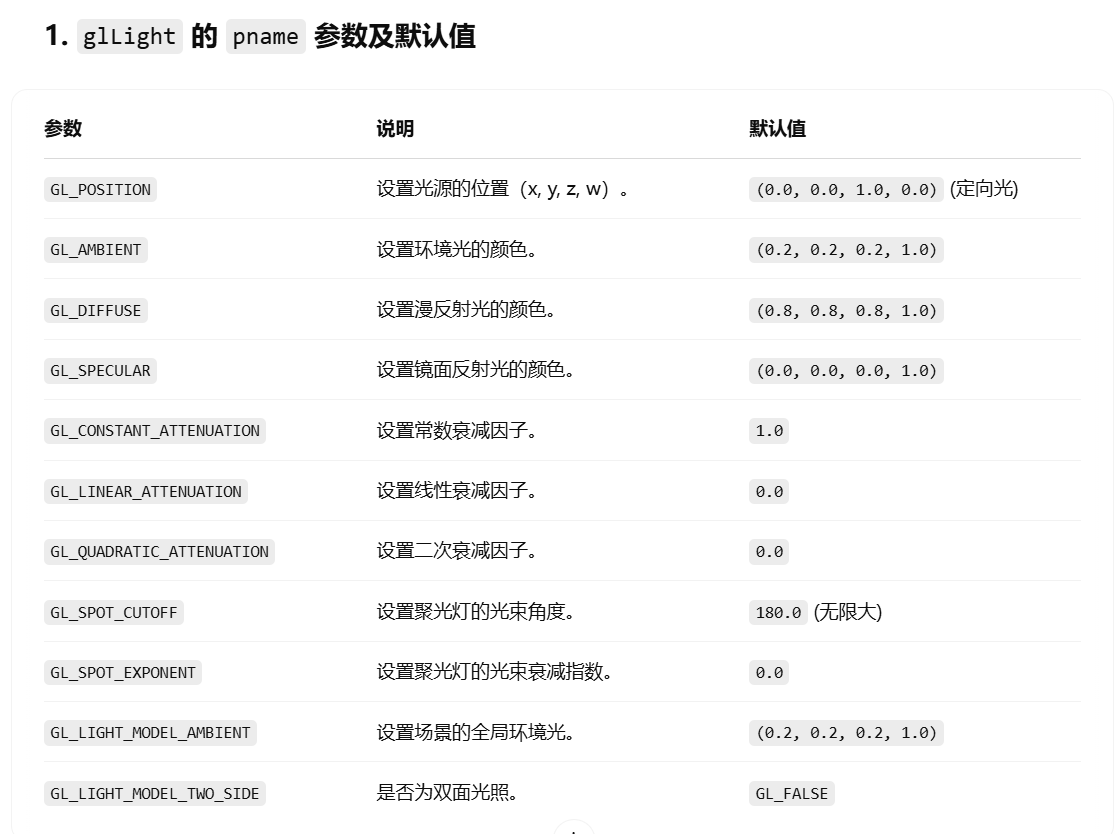 1. glLight 的 pname 参数及默认值
参数 说明 默认值
GL_POSITION 设置光源的位置（x, y, z, w）。 (0.0, 0.0, 1.0, 0.0) (定向光)
GL_AMBIENT 设置环境光的颜色。 (0.2, 0.2, 0.2, 1.0)
GL_DIFFUSE 设置漫反射光的颜色。 (0.8, 0.8, 0.8, 1.0)
GL_SPECULAR 设置镜面反射光的颜色。 (0.0, 0.0, 0.0, 1.0)
GL_CONSTANT_ATTENUATION 设置常数衰减因子。 1.0
GL_LINEAR_ATTENUATION 设置线性衰减因子。 0.0
GL_QUADRATIC_ATTENUATION 设置二次衰减因子。 0.0
GL_SPOT_CUTOFF 设置聚光灯的光束角度。 180.0 (无限大)
GL_SPOT_EXPONENT 设置聚光灯的光束衰减指数。 0.0
GL_LIGHT_MODEL_AMBIENT 设置场景的全局环境光。 (0.2, 0.2, 0.2, 1.0)
GL_LIGHT_MODEL_TWO_SIDE 是否为双面光照。 GL_FALSE